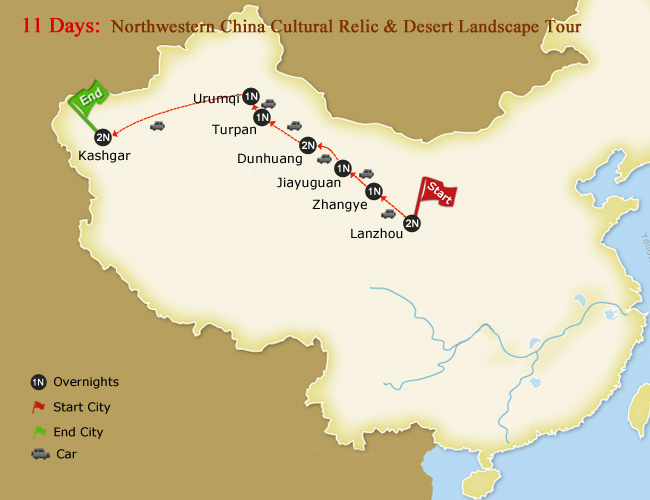 11 Days: Northwestern China Cultural Relic & Desert Landscape Tour
End
Urumqi 1N
1N
Turpan
2N
Kashgar
2N
Dunhuang
1N
Jiayuguan
1N
Zhangye
Start
2N
Lanzhou
1N Overnights
Start City
End City
Car